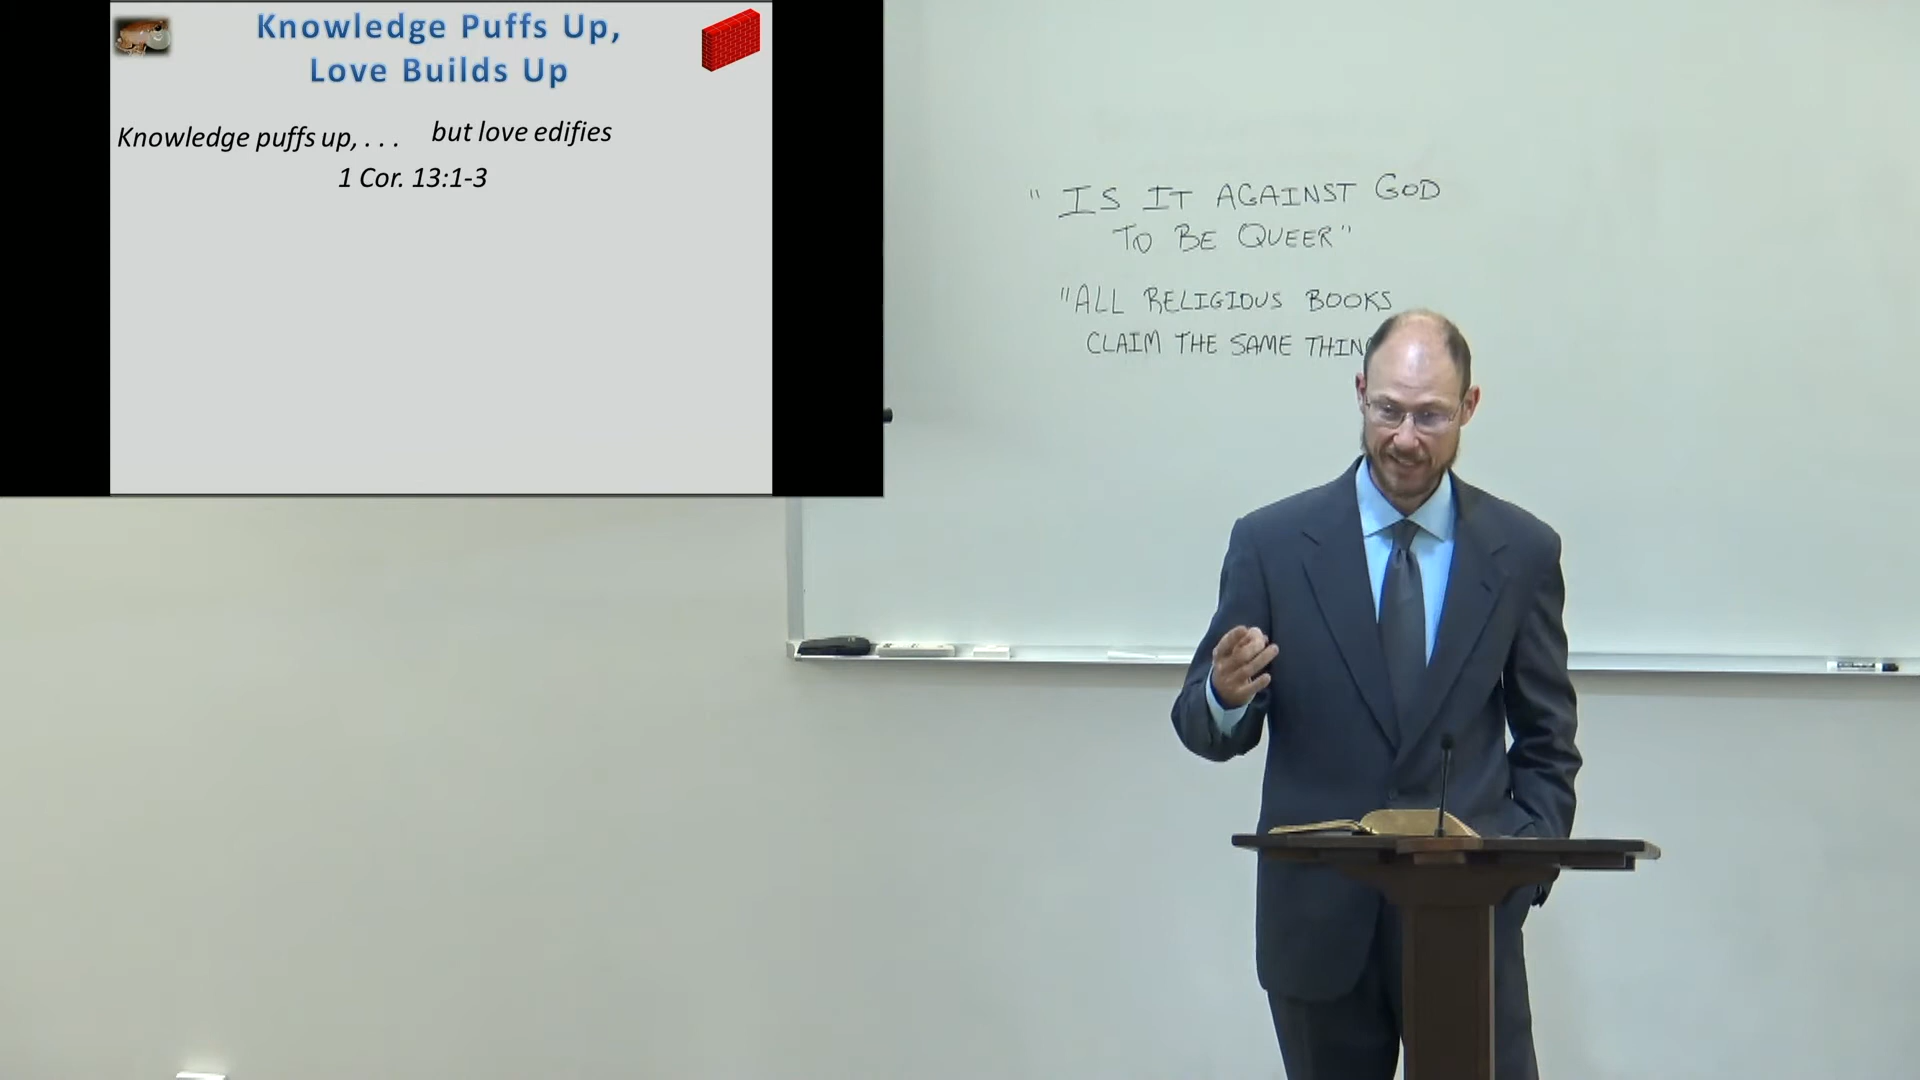 Knowledge Puffs Up,
Love Builds Up
Knowledge puffs up, . . . but love edifies
1 Cor. 13:1-3
" IS IT AGAINST GOD
TO BE QUEER"
"ALL RELIGIOUS BOOKS
CLAIM THE SAME THING